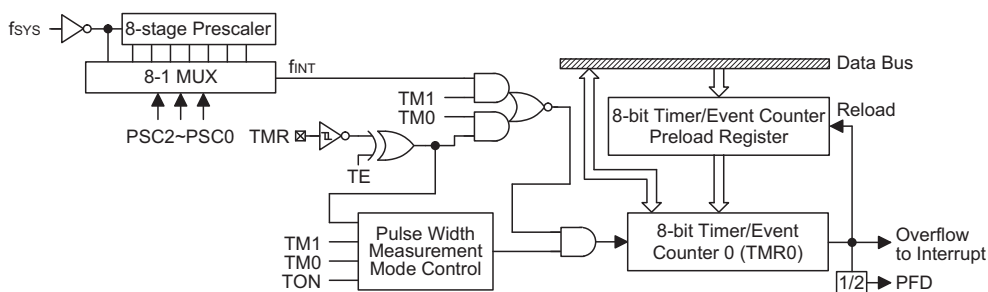 fSYS
8-stage Prescaler
8-1 MUX
fINT
PSC2~PSC0
TMR
TE
TM1
TM0
Data Bus
8-bit Timer/Event Counter
Preload Register
Reload
TM1
TM0
TON
Pulse Width
Measurement
Mode Control
8-bit Timer/Event
Counter 0 (TMR0)
Overflow
to Interrupt
1/2
PFD